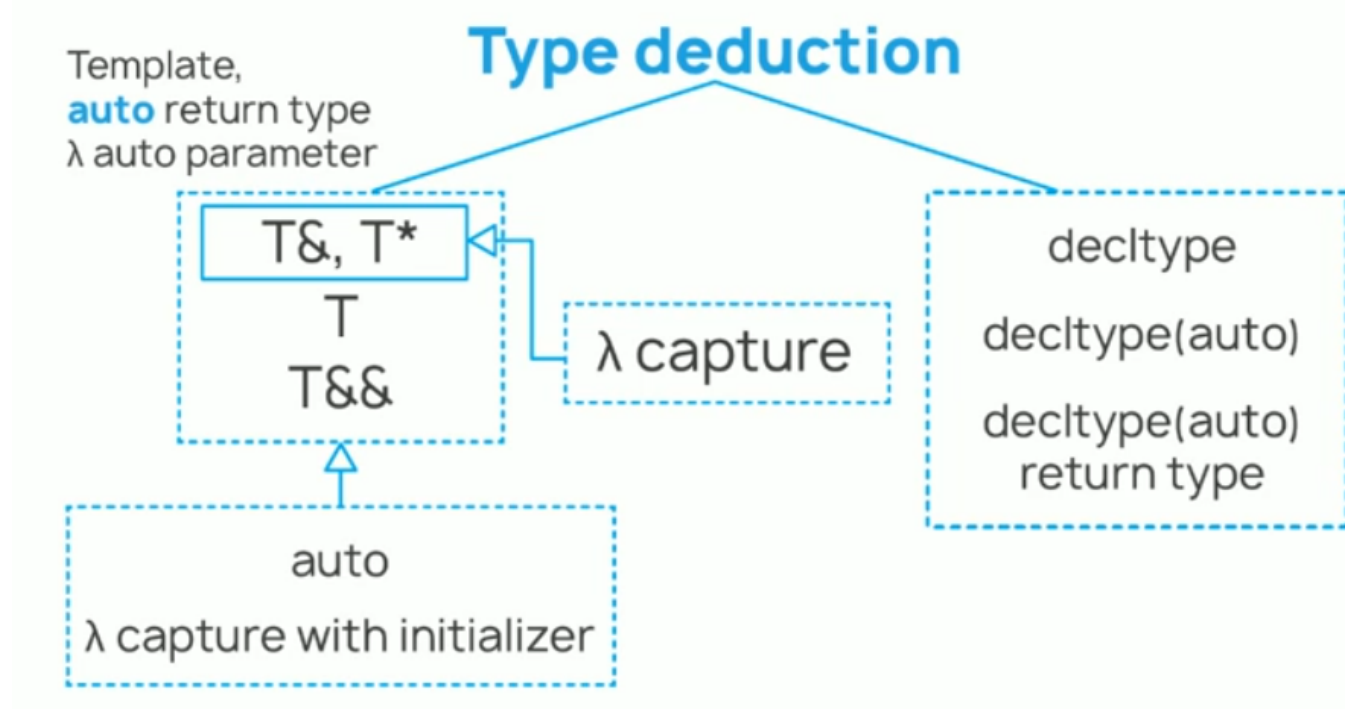 Type deduction
Template,
auto return type
λ auto parameter
T&, T*
T
T&&
λ capture
auto
λ capture with initializer
decltype
decltype(auto)
decltype(auto)
return type